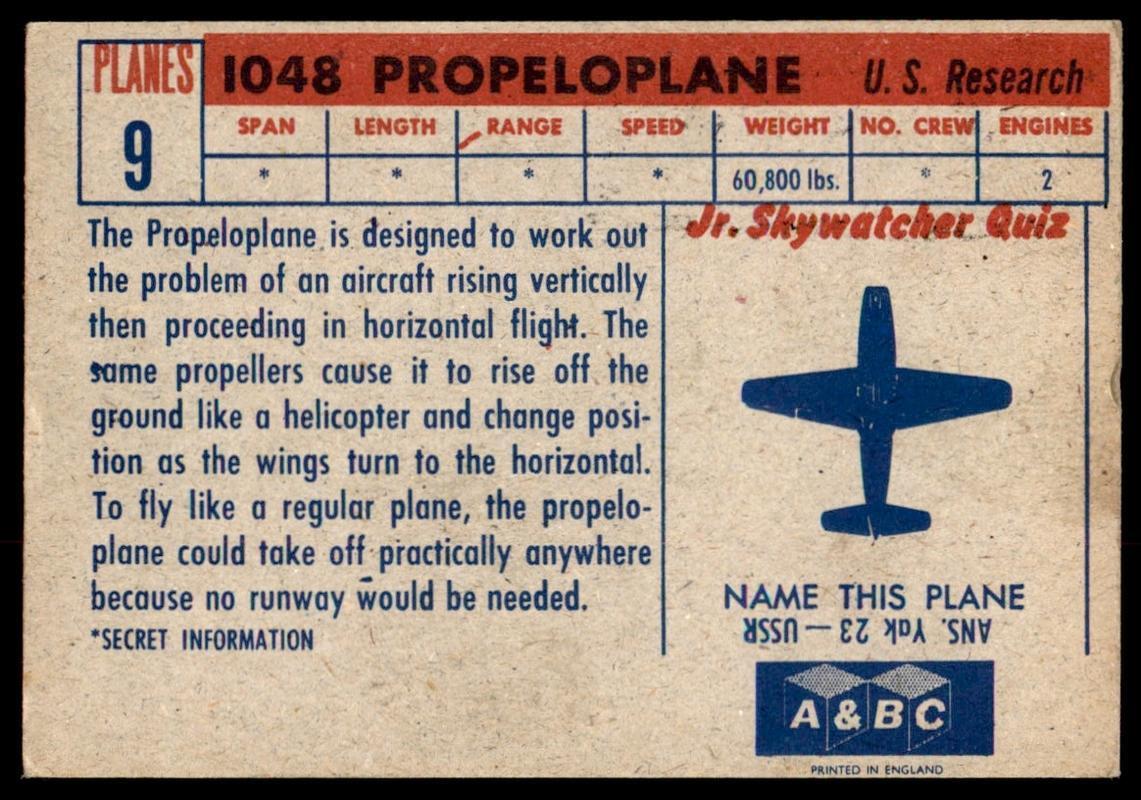 PLANES
9
1048 PROPELOPLANE U. S. Research
SPAN LENGTH RANGE SPEED WEIGHT NO. CREW ENGINES
* * * * 60,800 lbs. * 2
The Propeloplane is designed to work out
the problem of an aircraft rising vertically
then proceeding in horizontal flight. The
same propellers cause it to rise off the
ground like a helicopter and change posi-
tion as the wings turn to the horizontal.
To fly like a regular plane, the propelo-
plane could take off practically anywhere
because no runway would be needed.
*SECRET INFORMATION
Jr. Skywatcher Quiz
NAME THIS PLANE
ANS. Yak 23 — USSR
A & B C
PRINTED IN ENGLAND